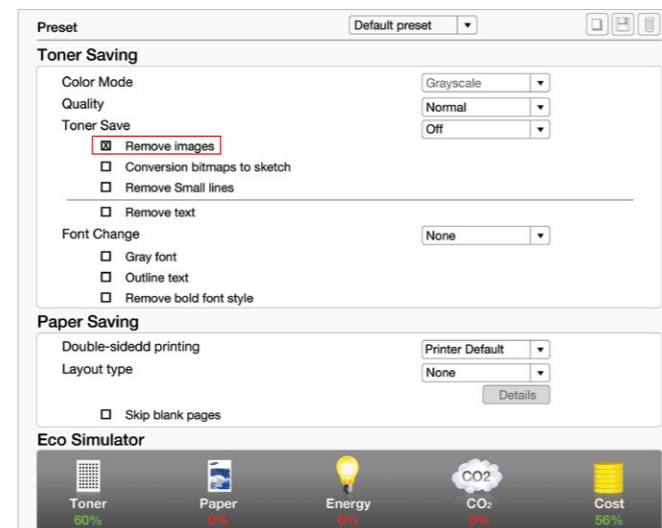 Preset Default preset
Toner Saving
Color Mode Grayscale
Quality Normal
Toner Save Off
Remove images
Conversion bitmaps to sketch
Remove Small lines
Remove text
Font Change None
Gray font
Outline text
Remove bold font style
Paper Saving
Double-sidedd printing Printer Default
Layout type None
Details
Skip blank pages
Eco Simulator
CO2
Toner Paper Energy CO₂ Cost
60% 0% 0% 0% 56%